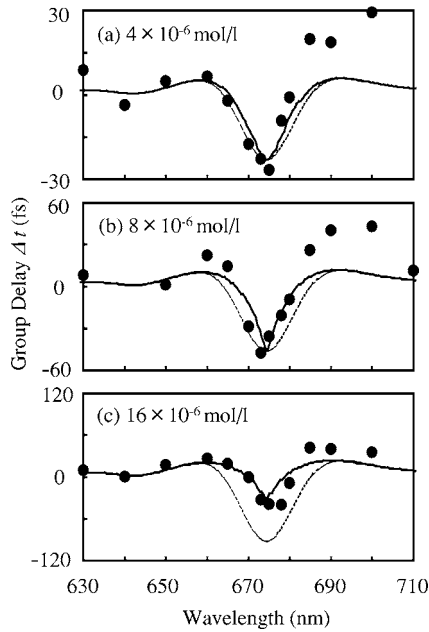 30
(a) 4 × 10⁻⁶ mol/l
0
-30
60
(b) 8 × 10⁻⁶ mol/l
0
-60
120
(c) 16 × 10⁻⁶ mol/l
0
-120
Group Delay Δ t (fs)
630 650 670 690 710
Wavelength (nm)